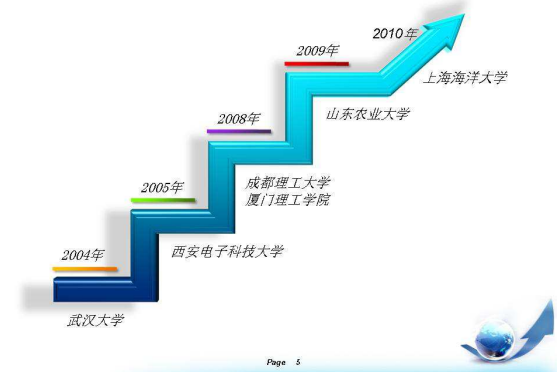 2010年
2009年
上海海洋大学
山东农业大学
2008年
成都理工大学
厦门理工学院
2005年
西安电子科技大学
2004年
武汉大学
Page 5